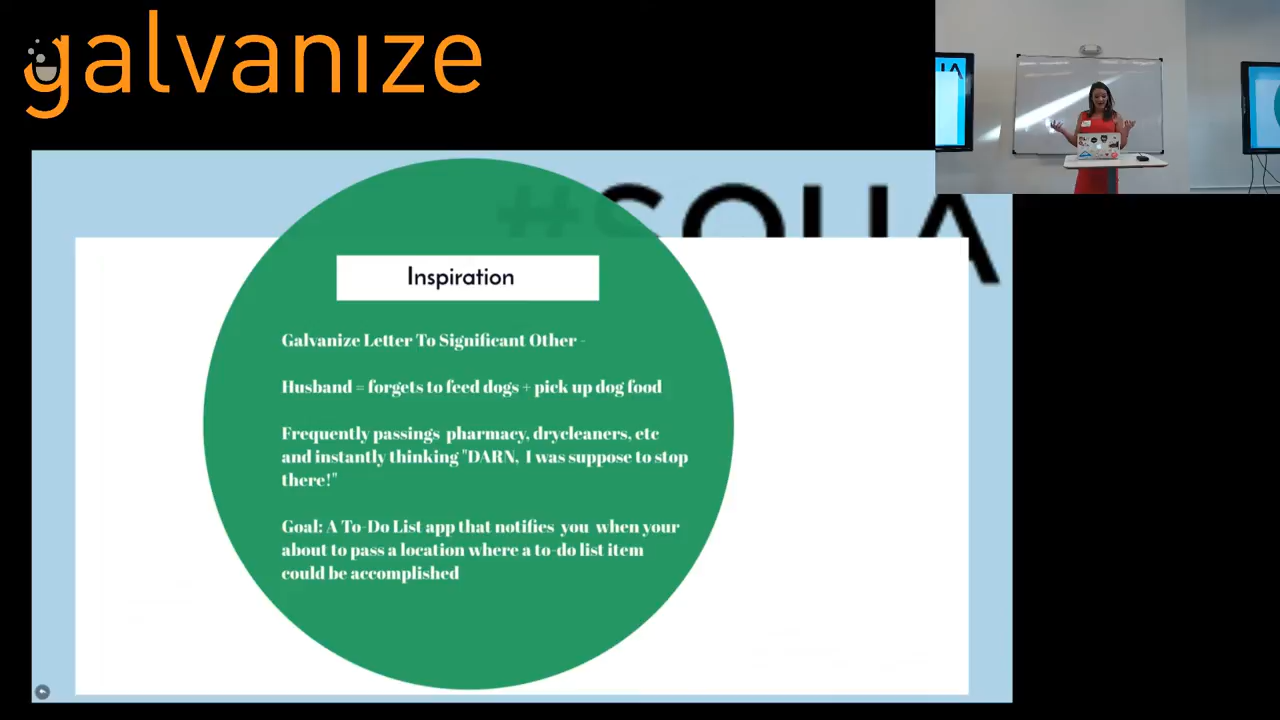 galvanize
#SQUA
Inspiration
Galvanize Letter To Significant Other -
Husband = forgets to feed dogs + pick up dog food
Frequently passings pharmacy, drycleaners, etc
and instantly thinking "DARN, I was suppose to stop
there!"
Goal: A To-Do List app that notifies you when your
about to pass a location where a to-do list item
could be accomplished